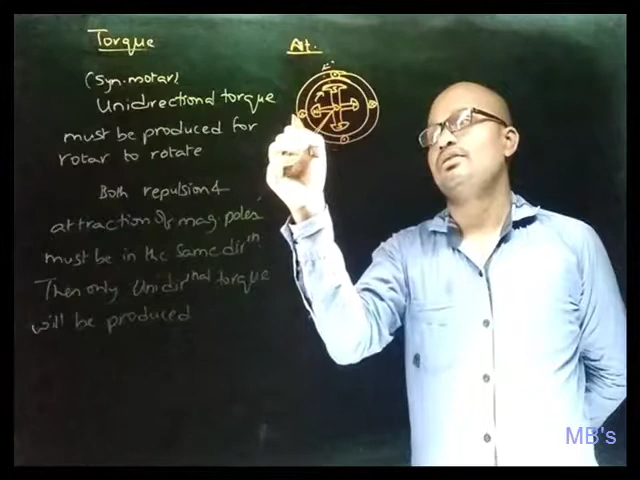 Torque
(Syn. motor)
Unidirectional torque
must be produced for
rotor to rotate
Both repulsion &
attraction of mag. poles
must be in the same dirⁿ
Then only Unidirⁿᵃˡ torque
will be produced
Alt.
MB's